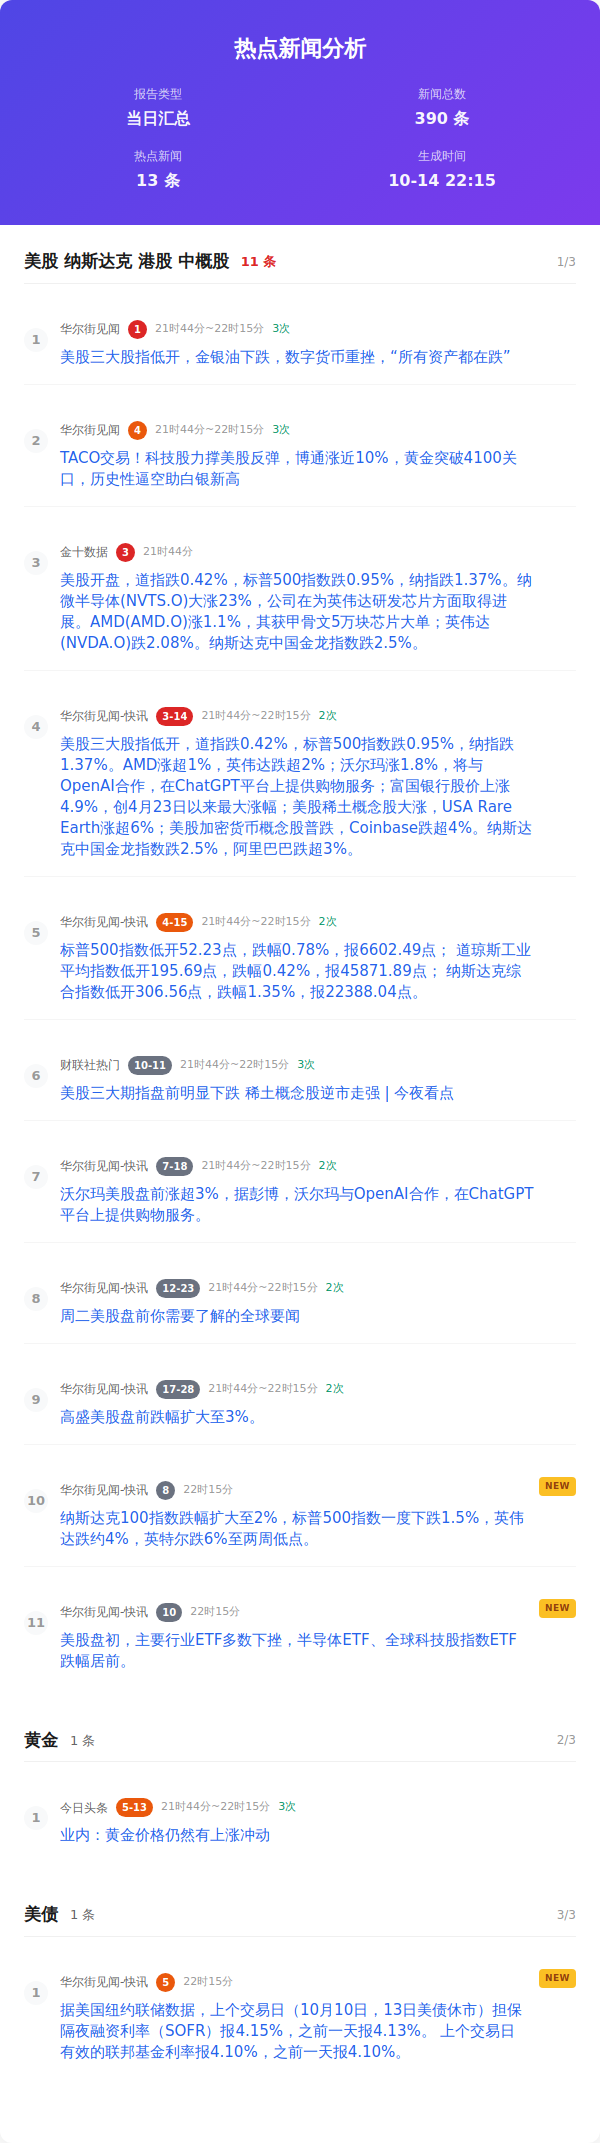 热点新闻分析
报告类型
新闻总数
当日汇总
390 条
热点新闻
生成时间
13 条
10-14 22:15
美股 纳斯达克 港股 中概股 11 条 1/3
1 华尔街见闻 1 21时44分~22时15分 3次
美股三大股指低开，金银油下跌，数字货币重挫，“所有资产都在跌”
2 华尔街见闻 4 21时44分~22时15分 3次
TACO交易！科技股力撑美股反弹，博通涨近10%，黄金突破4100关
口，历史性逼空助白银新高
3 金十数据 3 21时44分
美股开盘，道指跌0.42%，标普500指数跌0.95%，纳指跌1.37%。纳
微半导体(NVTS.O)大涨23%，公司在为英伟达研发芯片方面取得进
展。AMD(AMD.O)涨1.1%，其获甲骨文5万块芯片大单；英伟达
(NVDA.O)跌2.08%。纳斯达克中国金龙指数跌2.5%。
4 华尔街见闻-快讯 3-14 21时44分~22时15分 2次
美股三大股指低开，道指跌0.42%，标普500指数跌0.95%，纳指跌
1.37%。AMD涨超1%，英伟达跌超2%；沃尔玛涨1.8%，将与
OpenAI合作，在ChatGPT平台上提供购物服务；富国银行股价上涨
4.9%，创4月23日以来最大涨幅；美股稀土概念股大涨，USA Rare
Earth涨超6%；美股加密货币概念股普跌，Coinbase跌超4%。纳斯达
克中国金龙指数跌2.5%，阿里巴巴跌超3%。
5 华尔街见闻-快讯 4-15 21时44分~22时15分 2次
标普500指数低开52.23点，跌幅0.78%，报6602.49点； 道琼斯工业
平均指数低开195.69点，跌幅0.42%，报45871.89点； 纳斯达克综
合指数低开306.56点，跌幅1.35%，报22388.04点。
6 财联社热门 10-11 21时44分~22时15分 3次
美股三大期指盘前明显下跌 稀土概念股逆市走强 | 今夜看点
7 华尔街见闻-快讯 7-18 21时44分~22时15分 2次
沃尔玛美股盘前涨超3%，据彭博，沃尔玛与OpenAI合作，在ChatGPT
平台上提供购物服务。
8 华尔街见闻-快讯 12-23 21时44分~22时15分 2次
周二美股盘前你需要了解的全球要闻
9 华尔街见闻-快讯 17-28 21时44分~22时15分 2次
高盛美股盘前跌幅扩大至3%。
10 华尔街见闻-快讯 8 22时15分 NEW
纳斯达克100指数跌幅扩大至2%，标普500指数一度下跌1.5%，英伟
达跌约4%，英特尔跌6%至两周低点。
11 华尔街见闻-快讯 10 22时15分 NEW
美股盘初，主要行业ETF多数下挫，半导体ETF、全球科技股指数ETF
跌幅居前。
黄金 1 条 2/3
1 今日头条 5-13 21时44分~22时15分 3次
业内：黄金价格仍然有上涨冲动
美债 1 条 3/3
1 华尔街见闻-快讯 5 22时15分 NEW
据美国纽约联储数据，上个交易日（10月10日，13日美债休市）担保
隔夜融资利率（SOFR）报4.15%，之前一天报4.13%。 上个交易日
有效的联邦基金利率报4.10%，之前一天报4.10%。